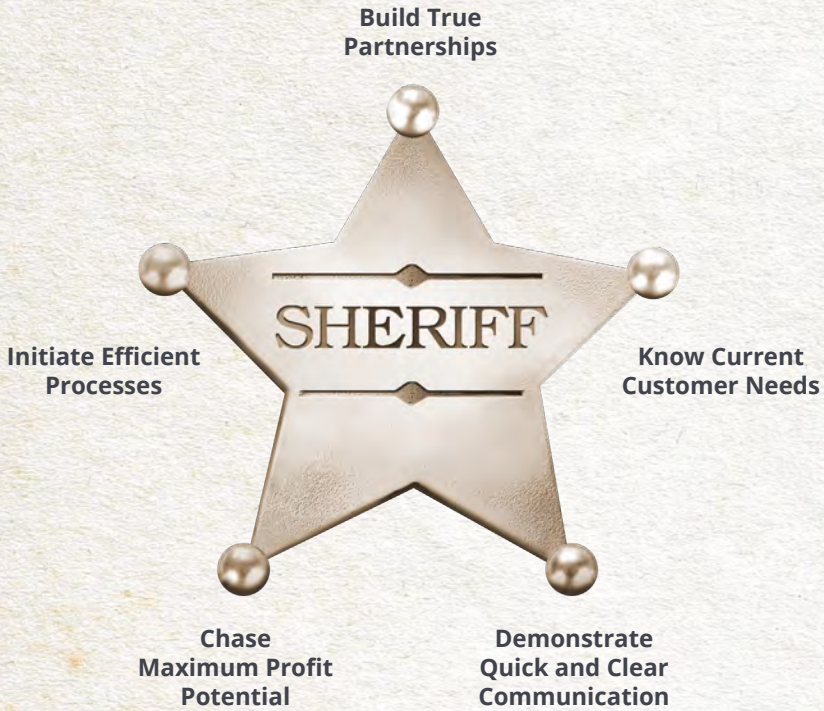 Build True
Partnerships
SHERIFF
Initiate Efficient
Processes
Know Current
Customer Needs
Chase
Maximum Profit
Potential
Demonstrate
Quick and Clear
Communication